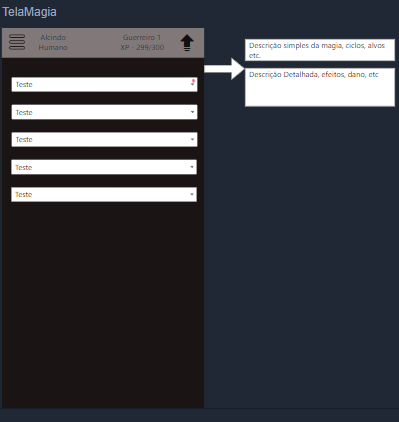 TelaMagia
Alcindo
Humano
Guerreiro 1
XP - 299/300
Teste
Teste
Teste
Teste
Teste
Descrição simples da magia, ciclos, alvos
etc.
Descrição Detalhada, efeitos, dano, etc